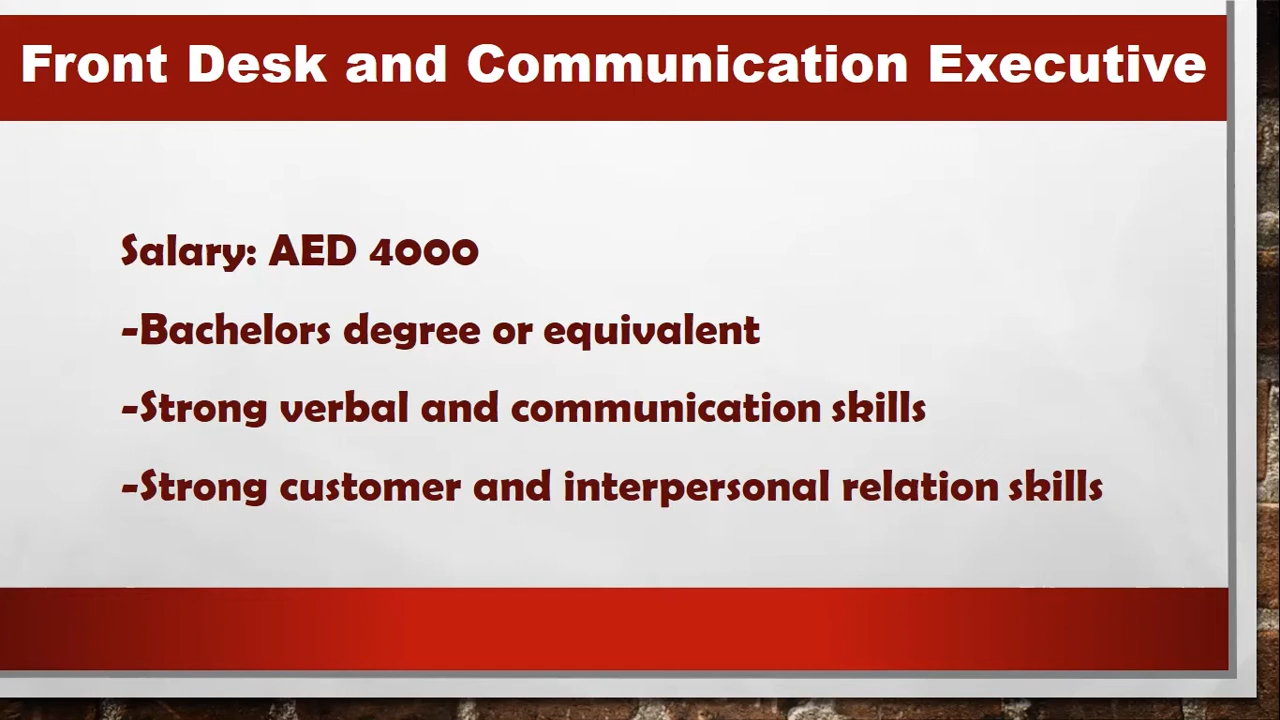 Front Desk and Communication Executive
Salary: AED 4000
-Bachelors degree or equivalent
-Strong verbal and communication skills
-Strong customer and interpersonal relation skills